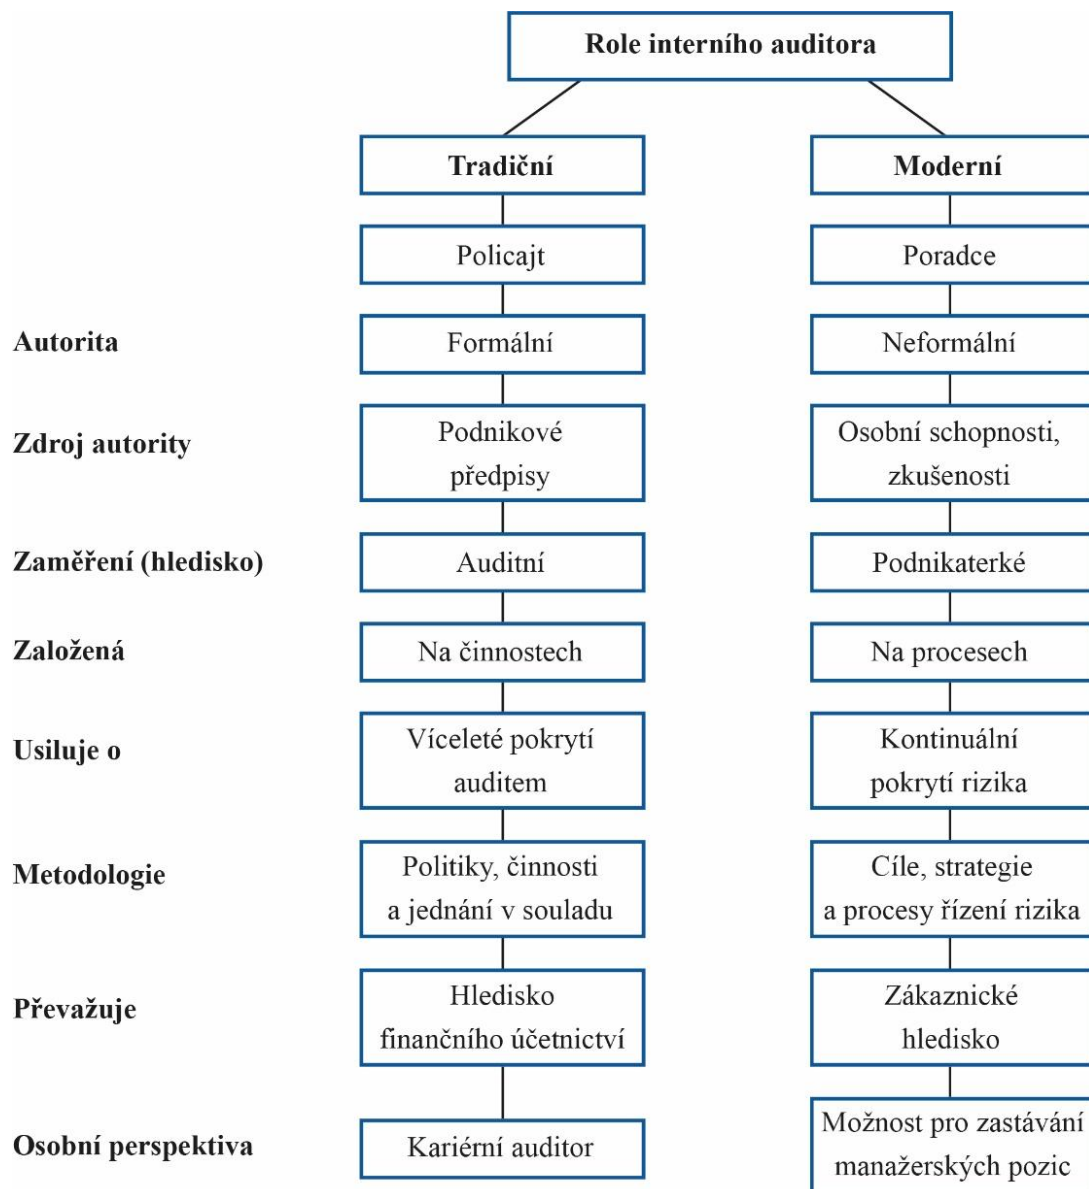 Role interního auditora
Tradiční
Moderní
Policajt
Poradce
Autorita
Formální
Neformální
Zdroj autority
Podnikové
předpisy
Osobní schopnosti,
zkušenosti
Zaměření (hledisko)
Auditní
Podnikaterké
Založená
Na činnostech
Na procesech
Usiluje o
Víceleté pokrytí
auditem
Kontinuální
pokrytí rizika
Metodologie
Politiky, činnosti
a jednání v souladu
Cíle, strategie
a procesy řízení rizika
Převažuje
Hledisko
finančního účetnictví
Zákaznické
hledisko
Osobní perspektiva
Kariérní auditor
Možnost pro zastávání
manažerských pozic